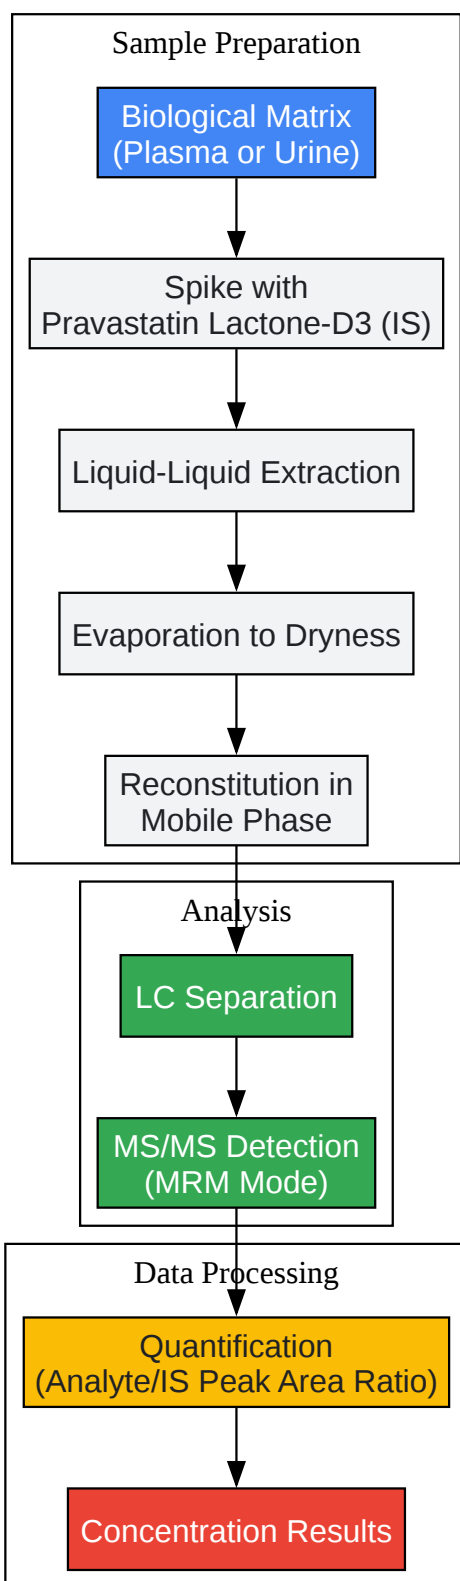 Sample Preparation
Biological Matrix
(Plasma or Urine)
Spike with
Pravastatin Lactone-D3 (IS)
Liquid-Liquid Extraction
Evaporation to Dryness
Reconstitution in
Mobile Phase
Analysis
LC Separation
MS/MS Detection
(MRM Mode)
Data Processing
Quantification
(Analyte/IS Peak Area Ratio)
Concentration Results